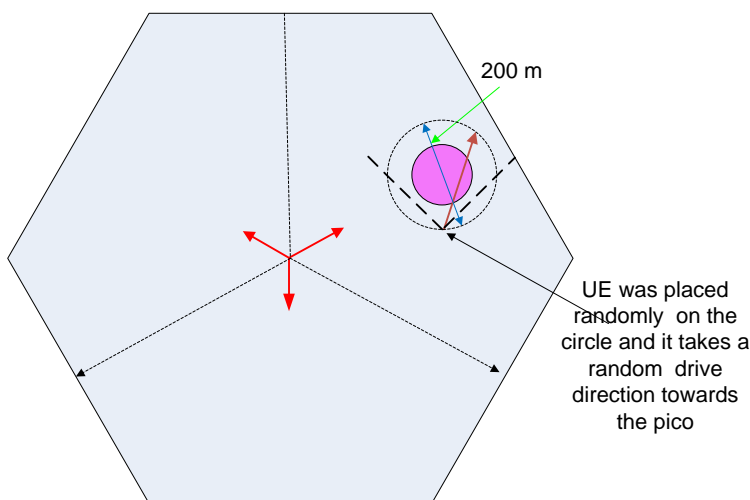 200 m
UE was placed
randomly on the
circle and it takes a
random drive
direction towards
the pico